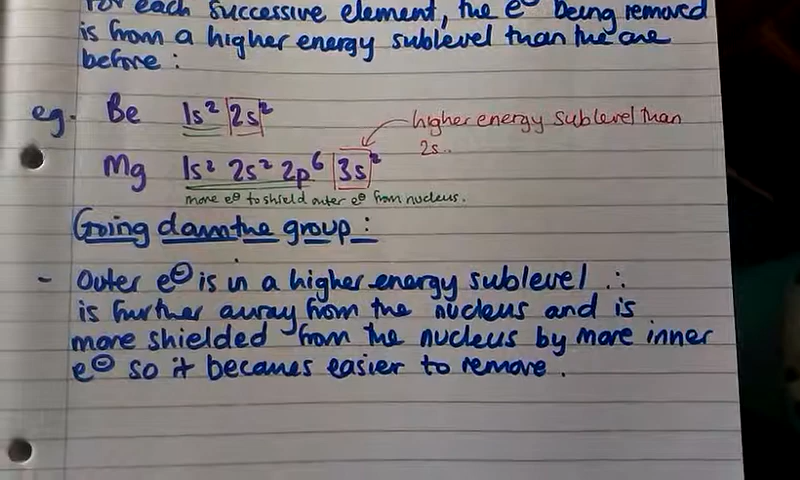 For each successive element, the e⊖ being removed
is from a higher energy sublevel than the one
before :
eg. Be 1s² 2s²
higher energy sublevel than
2s..
Mg 1s² 2s² 2p⁶ 3s²
more e⊖ to shield outer e⊖ from nucleus.
Going down the group :
- Outer e⊖ is in a higher energy sublevel ∴
is further away from the nucleus and is
more shielded from the nucleus by more inner
e⊖ so it becomes easier to remove .